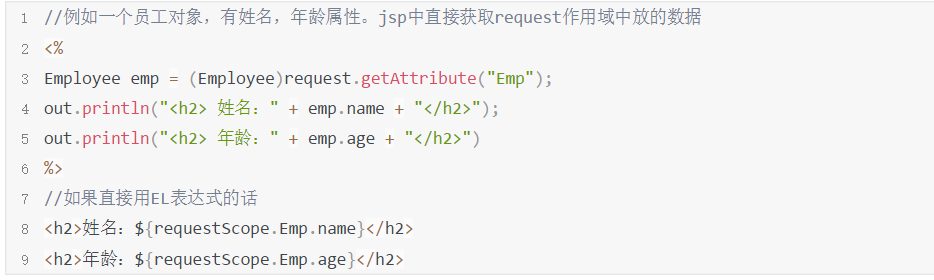 1 //例如一个员工对象，有姓名，年龄属性。jsp中直接获取request作用域中放的数据
2 <%
3 Employee emp = (Employee)request.getAttribute("Emp");
4 out.println("<h2> 姓名：" + emp.name + "</h2>");
5 out.println("<h2> 年龄：" + emp.age + "</h2>")
6 %>
7 //如果直接用EL表达式的话
8 <h2>姓名：${requestScope.Emp.name}</h2>
9 <h2>年龄：${requestScope.Emp.age}</h2>